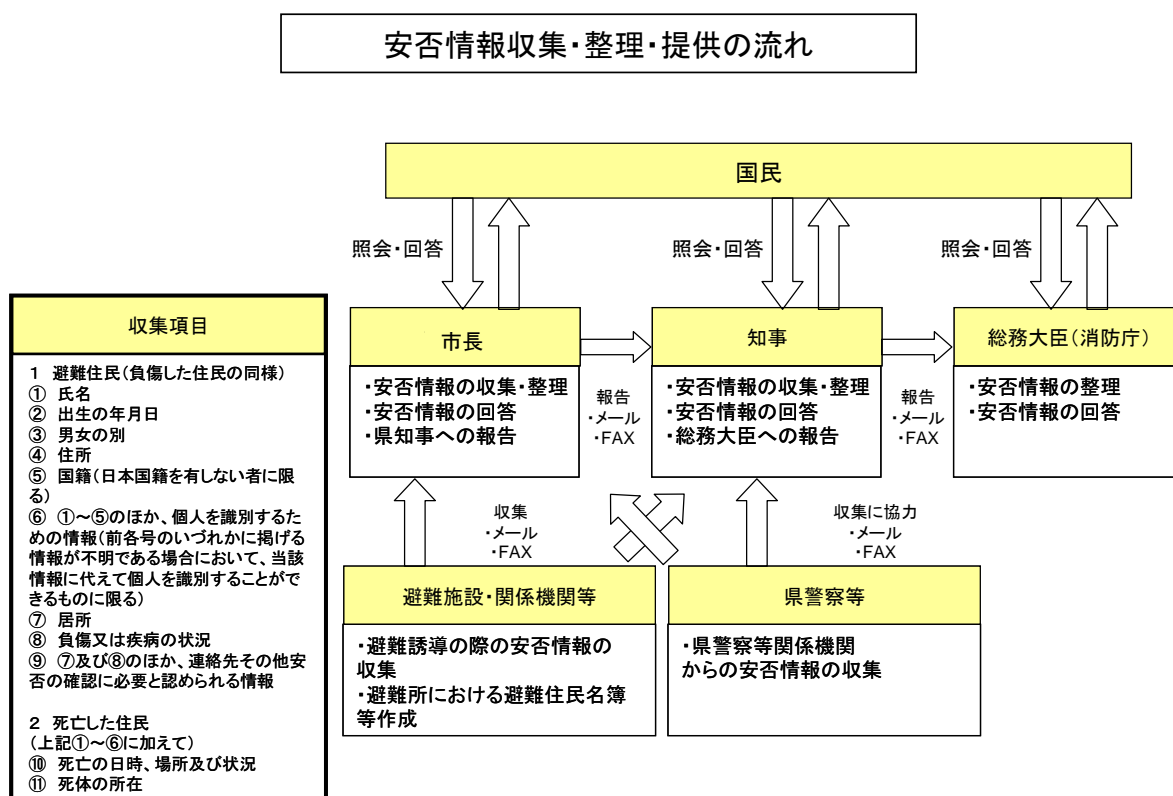 安否情報収集・整理・提供の流れ
国民
照会・回答
照会・回答
照会・回答
収集項目
1 避難住民(負傷した住民の同様)
① 氏名
② 出生の年月日
③ 男女の別
④ 住所
⑤ 国籍(日本国籍を有しない者に限
る)
⑥ ①～⑤のほか、個人を識別するた
めの情報(前各号のいづれかに掲げる
情報が不明である場合において、当該
情報に代えて個人を識別することがで
きるものに限る)
⑦ 居所
⑧ 負傷又は疾病の状況
⑨ ⑦及び⑧のほか、連絡先その他安
否の確認に必要と認められる情報
2 死亡した住民
(上記①～⑥に加えて)
⑩ 死亡の日時、場所及び状況
⑪ 死体の所在
市長
・安否情報の収集・整理
・安否情報の回答
・県知事への報告
報告
・メール
・FAX
知事
・安否情報の収集・整理
・安否情報の回答
・総務大臣への報告
報告
・メール
・FAX
総務大臣(消防庁)
・安否情報の整理
・安否情報の回答
収集
・メール
・FAX
収集に協力
・メール
・FAX
避難施設・関係機関等
・避難誘導の際の安否情報の
収集
・避難所における避難住民名簿
等作成
県警察等
・県警察等関係機関
からの安否情報の収集